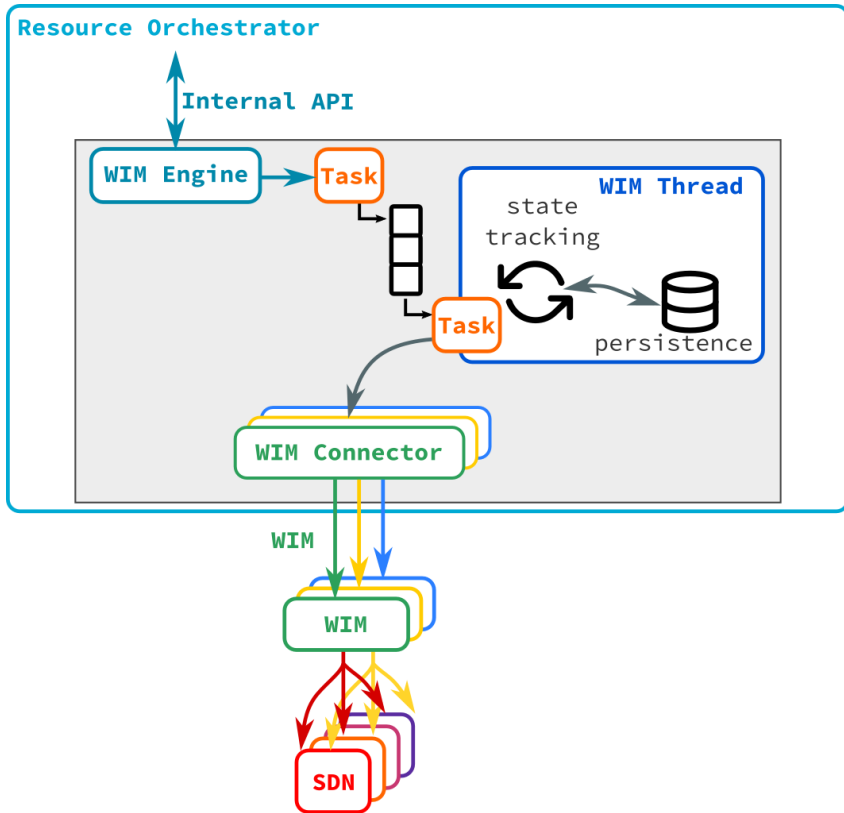 Resource Orchestrator
Internal API
WIM Engine
Task
WIM Thread
state
tracking
Task
persistence
WIM Connector
WIM
WIM
SDN